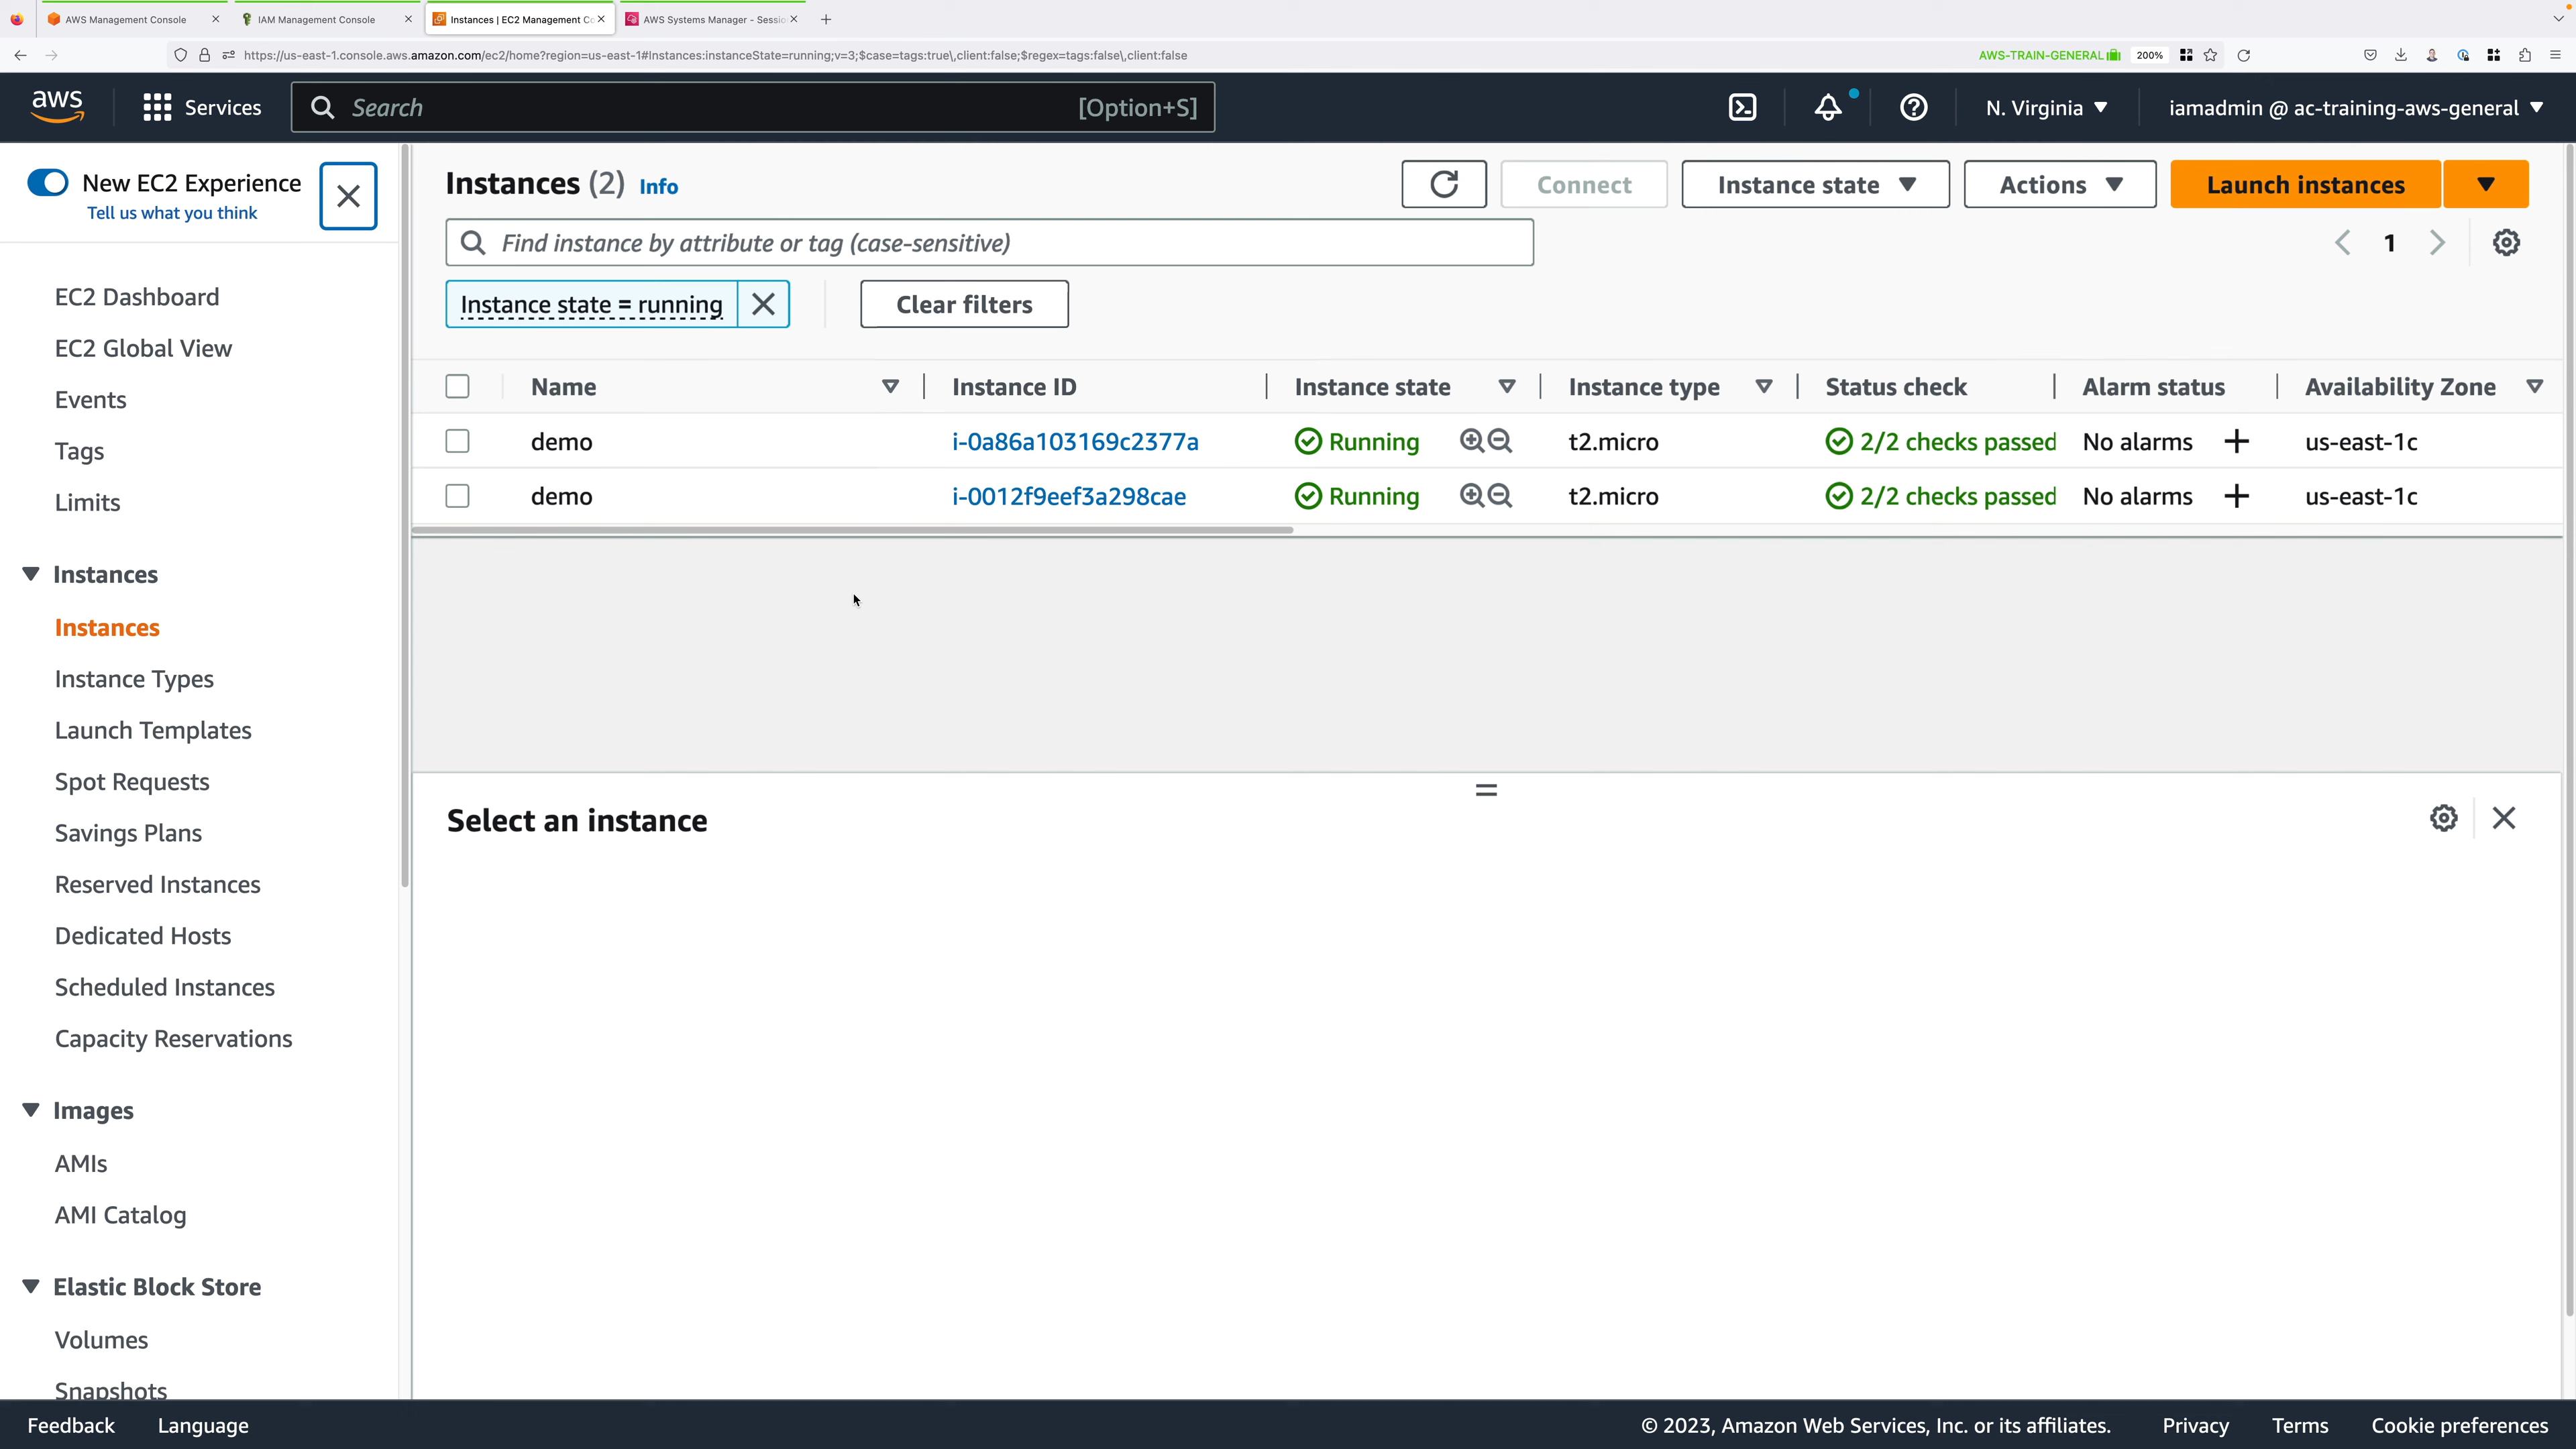 AWS Management Console
IAM Management Console
Instances | EC2 Management Co
AWS Systems Manager - Sessio
https://us-east-1.console.aws.amazon.com/ec2/home?region=us-east-1#Instances:instanceState=running;v=3;$case=tags:true\,client:false;$regex=tags:false\,client:false
AWS-TRAIN-GENERAL
200%
aws
Services
Search
[Option+S]
N. Virginia
iamadmin @ ac-training-aws-general
New EC2 Experience
Tell us what you think
EC2 Dashboard
EC2 Global View
Events
Tags
Limits
Instances
Instances
Instance Types
Launch Templates
Spot Requests
Savings Plans
Reserved Instances
Dedicated Hosts
Scheduled Instances
Capacity Reservations
Images
AMIs
AMI Catalog
Elastic Block Store
Volumes
Snapshots
Instances (2) Info
Connect
Instance state
Actions
Launch instances
Find instance by attribute or tag (case-sensitive)
1
Instance state = running
Clear filters
Name Instance ID Instance state Instance type Status check Alarm status Availability Zone
demo i-0a86a103169c2377a Running t2.micro 2/2 checks passed No alarms us-east-1c
demo i-0012f9eef3a298cae Running t2.micro 2/2 checks passed No alarms us-east-1c
Select an instance
Feedback
Language
© 2023, Amazon Web Services, Inc. or its affiliates.
Privacy
Terms
Cookie preferences